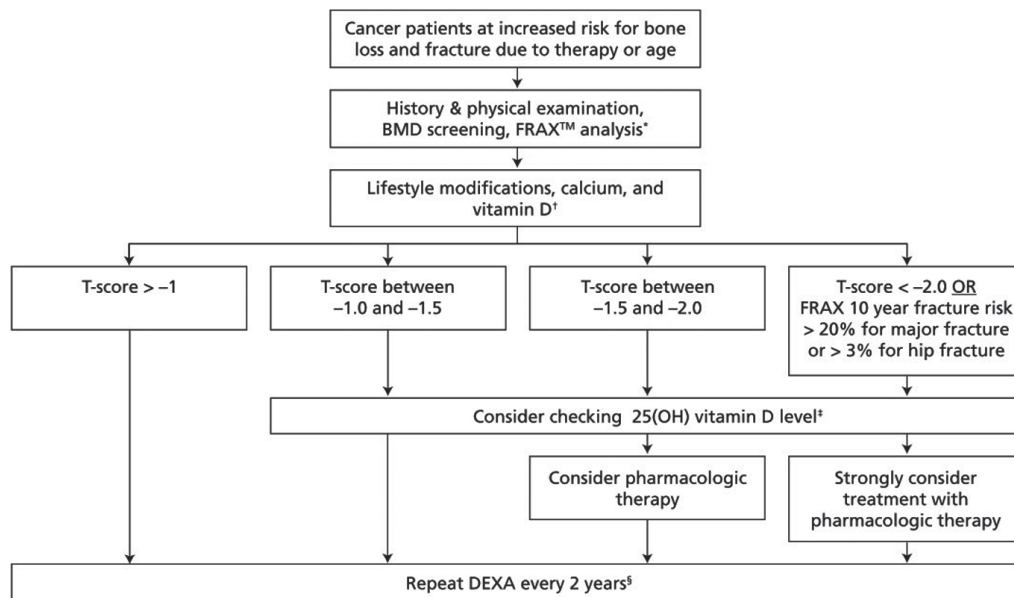 Cancer patients at increased risk for bone
loss and fracture due to therapy or age
History & physical examination,
BMD screening, FRAX™ analysis*
Lifestyle modifications, calcium, and
vitamin D†
T-score > –1
T-score between
–1.0 and –1.5
T-score between
–1.5 and –2.0
T-score < –2.0 OR
FRAX 10 year fracture risk
> 20% for major fracture
or > 3% for hip fracture
Consider checking 25(OH) vitamin D level‡
Consider pharmacologic
therapy
Strongly consider
treatment with
pharmacologic therapy
Repeat DEXA every 2 years§